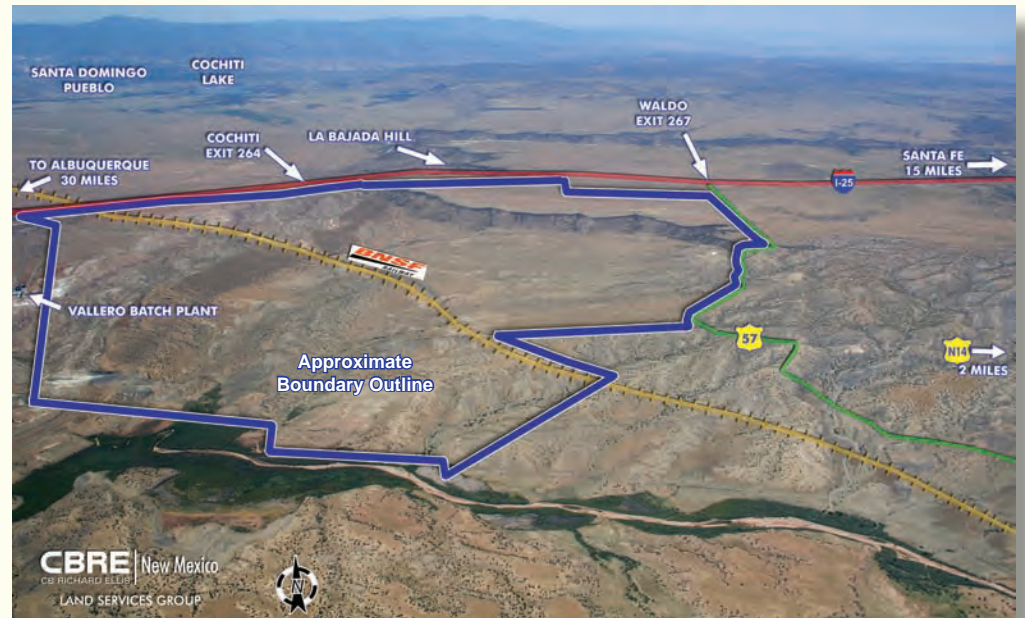 SANTA DOMINGO
PUEBLO
COCHITI
LAKE
WALDO
EXIT 267
COCHITI
EXIT 264
LA BAJADA HILL
TO ALBUQUERQUE
30 MILES
SANTA FE
15 MILES
I-25
BNSF
RAILWAY
VALLERO BATCH PLANT
57
N14
2 MILES
Approximate
Boundary Outline
CBRE New Mexico
CB RICHARD ELLIS
LAND SERVICES GROUP
N